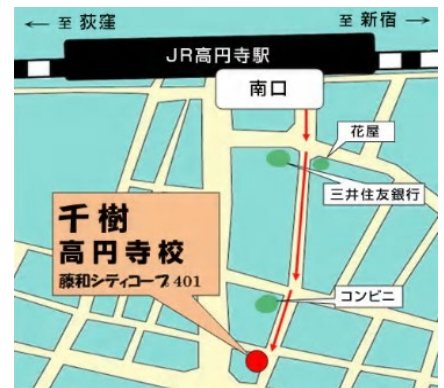 ← 至 荻窪
至 新宿 →
JR高円寺駅
南口
花屋
三井住友銀行
千樹
高円寺校
藤和シティコープ 401
コンビニ